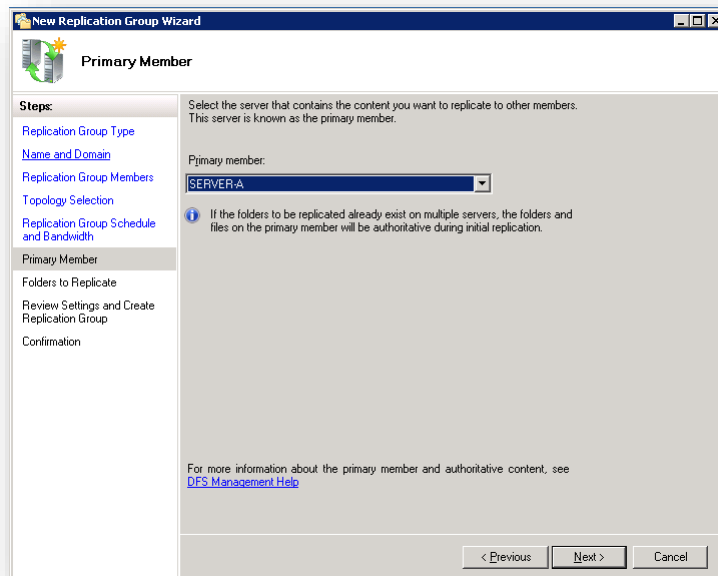 New Replication Group Wizard
Primary Member
Steps:
Replication Group Type
Name and Domain
Replication Group Members
Topology Selection
Replication Group Schedule
and Bandwidth
Primary Member
Folders to Replicate
Review Settings and Create
Replication Group
Confirmation
Select the server that contains the content you want to replicate to other members.
This server is known as the primary member.
Primary member:
SERVER-A
If the folders to be replicated already exist on multiple servers, the folders and
files on the primary member will be authoritative during initial replication.
For more information about the primary member and authoritative content, see
DFS Management Help
< Previous
Next >
Cancel